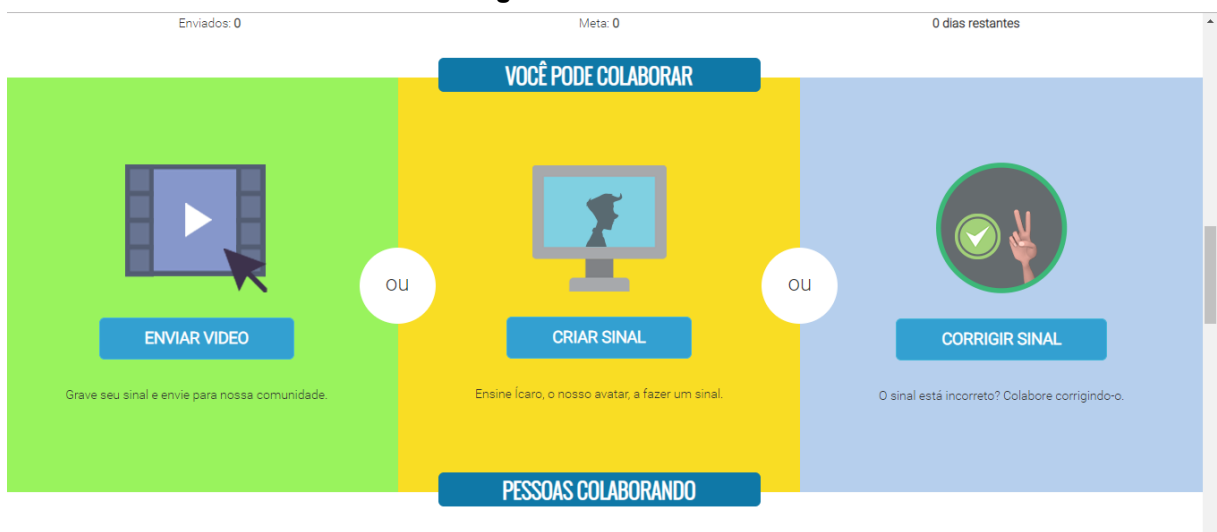 Enviados: 0
Meta: 0
0 dias restantes
VOCÊ PODE COLABORAR
ou
ou
ENVIAR VIDEO
CRIAR SINAL
CORRIGIR SINAL
Grave seu sinal e envie para nossa comunidade.
Ensine Ícaro, o nosso avatar, a fazer um sinal.
O sinal está incorreto? Colabore corrigindo-o.
PESSOAS COLABORANDO